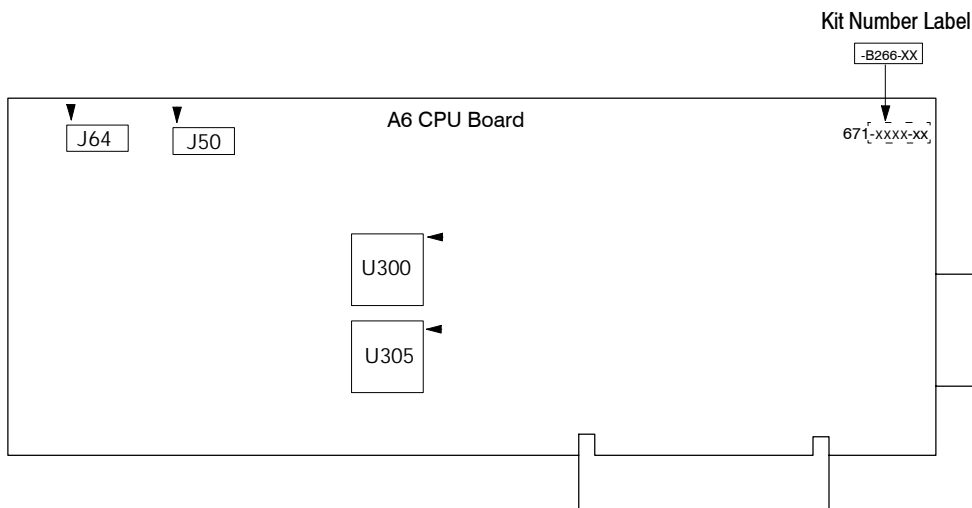 Kit Number Label
-B266-XX
A6 CPU Board
J64
J50
671-xxxx-xx
U300
U305